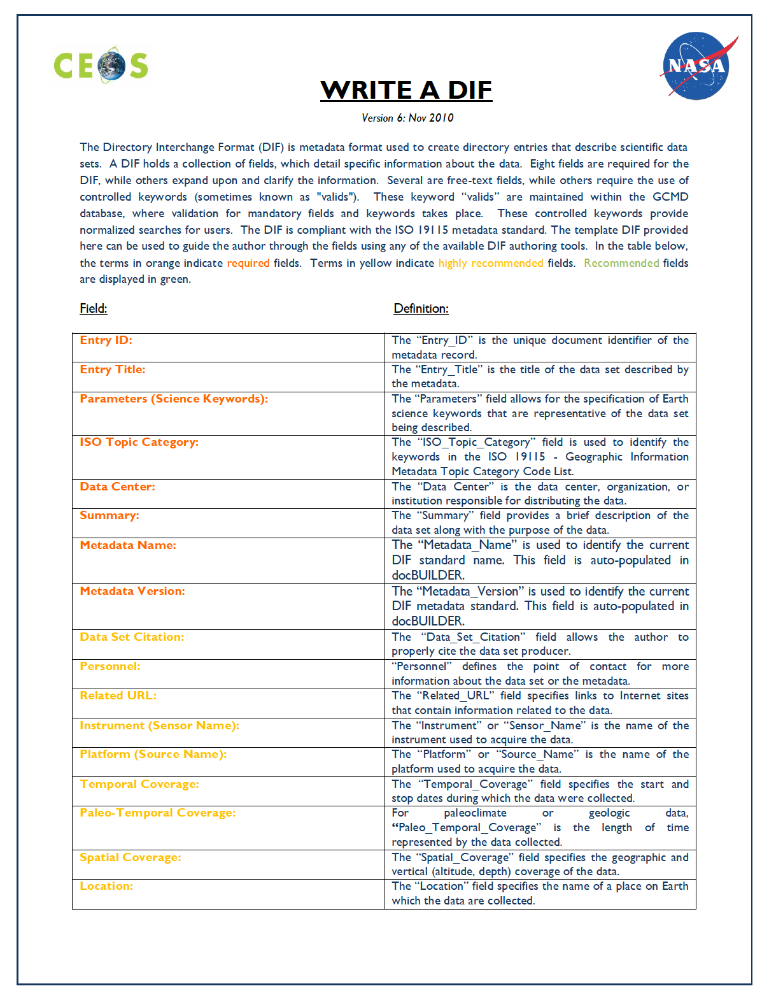 CEOS
NASA
WRITE A DIF
Version 6: Nov 2010
The Directory Interchange Format (DIF) is metadata format used to create directory entries that describe scientific data
sets.  A DIF holds a collection of fields, which detail specific information about the data.  Eight fields are required for the
DIF, while others expand upon and clarify the information.  Several are free-text fields, while others require the use of
controlled keywords (sometimes known as "valids").  These keyword “valids” are maintained within the GCMD
database, where validation for mandatory fields and keywords takes place.  These controlled keywords provide
normalized searches for users.  The DIF is compliant with the ISO 19115 metadata standard. The template DIF provided
here can be used to guide the author through the fields using any of the available DIF authoring tools.  In the table below,
the terms in orange indicate required fields.  Terms in yellow indicate highly recommended fields.  Recommended fields
are displayed in green.
Field: Definition:
Entry ID: The “Entry_ID” is the unique document identifier of the
metadata record.
Entry Title: The “Entry_Title” is the title of the data set described by
the metadata.
Parameters (Science Keywords): The “Parameters” field allows for the specification of Earth
science keywords that are representative of the data set
being described.
ISO Topic Category: The “ISO_Topic_Category” field is used to identify the
keywords in the ISO 19115 - Geographic Information
Metadata Topic Category Code List.
Data Center: The “Data Center” is the data center, organization, or
institution responsible for distributing the data.
Summary: The “Summary” field provides a brief description of the
data set along with the purpose of the data.
Metadata Name: The “Metadata_Name” is used to identify the current
DIF standard name. This field is auto-populated in
docBUILDER.
Metadata Version: The “Metadata_Version” is used to identify the current
DIF metadata standard. This field is auto-populated in
docBUILDER.
Data Set Citation: The “Data_Set_Citation” field allows the author to
properly cite the data set producer.
Personnel: “Personnel” defines the point of contact for more
information about the data set or the metadata.
Related URL: The “Related_URL” field specifies links to Internet sites
that contain information related to the data.
Instrument (Sensor Name): The “Instrument” or “Sensor_Name” is the name of the
instrument used to acquire the data.
Platform (Source Name): The “Platform” or “Source_Name” is the name of the
platform used to acquire the data.
Temporal Coverage: The “Temporal_Coverage” field specifies the start and
stop dates during which the data were collected.
Paleo-Temporal Coverage: For paleoclimate or geologic data,
“Paleo_Temporal_Coverage” is the length of time
represented by the data collected.
Spatial Coverage: The “Spatial_Coverage” field specifies the geographic and
vertical (altitude, depth) coverage of the data.
Location: The “Location” field specifies the name of a place on Earth
which the data are collected.